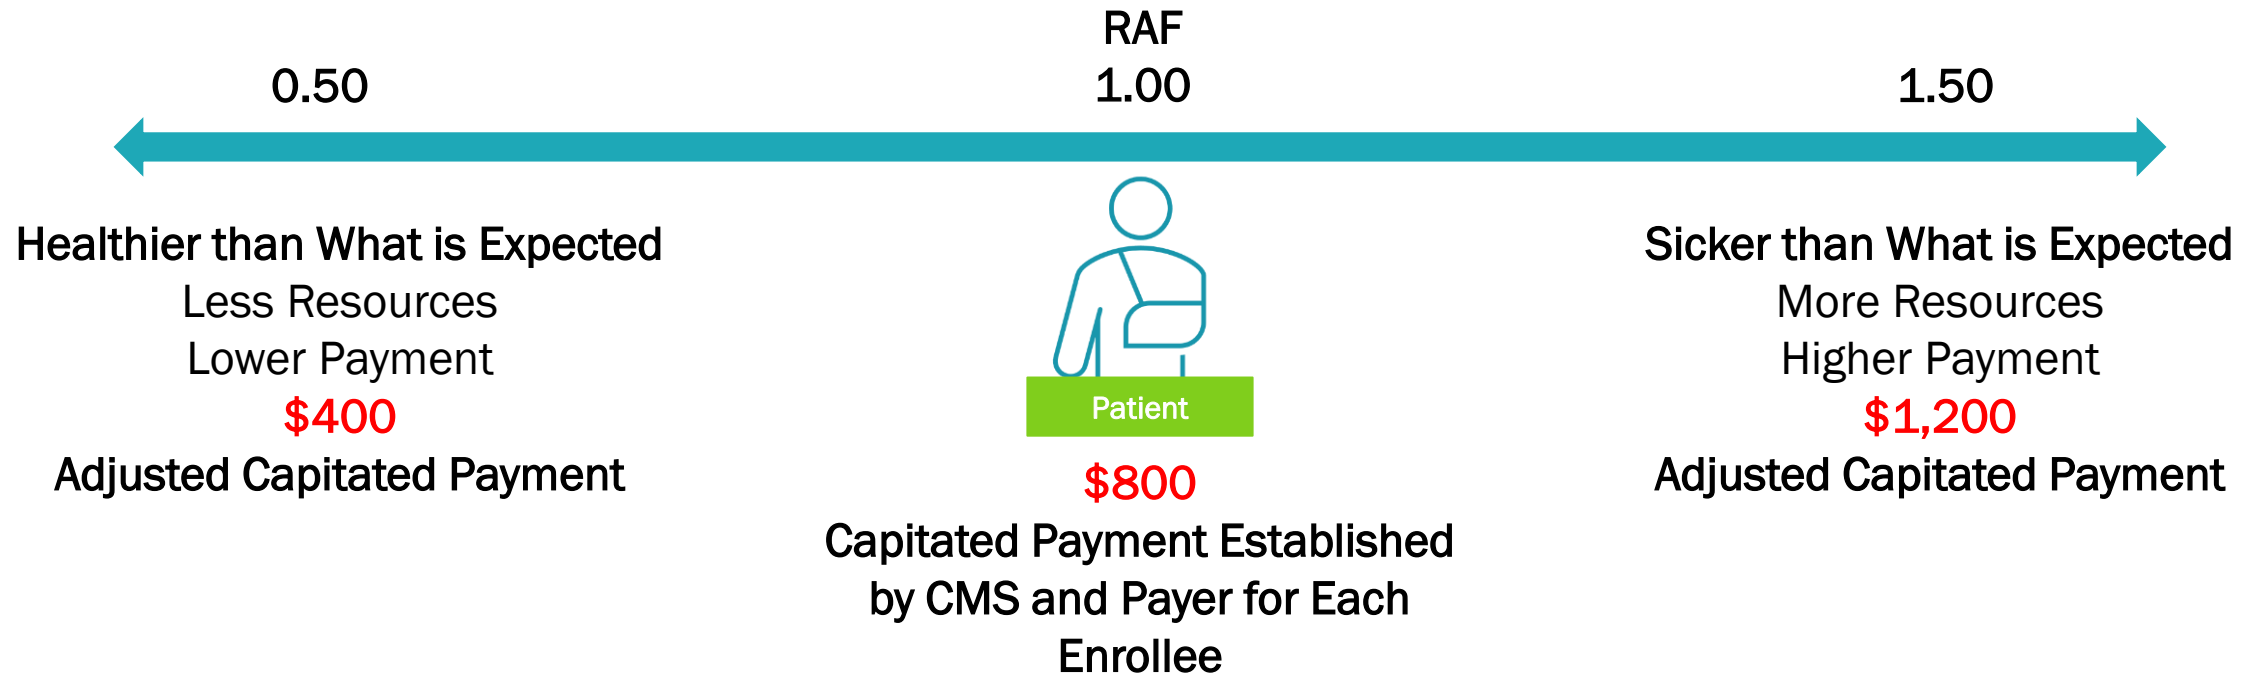 RAF
0.50
1.00
1.50
Healthier than What is Expected
Less Resources
Lower Payment
$400
Adjusted Capitated Payment
Patient
$800
Capitated Payment Established
by CMS and Payer for Each
Enrollee
Sicker than What is Expected
More Resources
Higher Payment
$1,200
Adjusted Capitated Payment